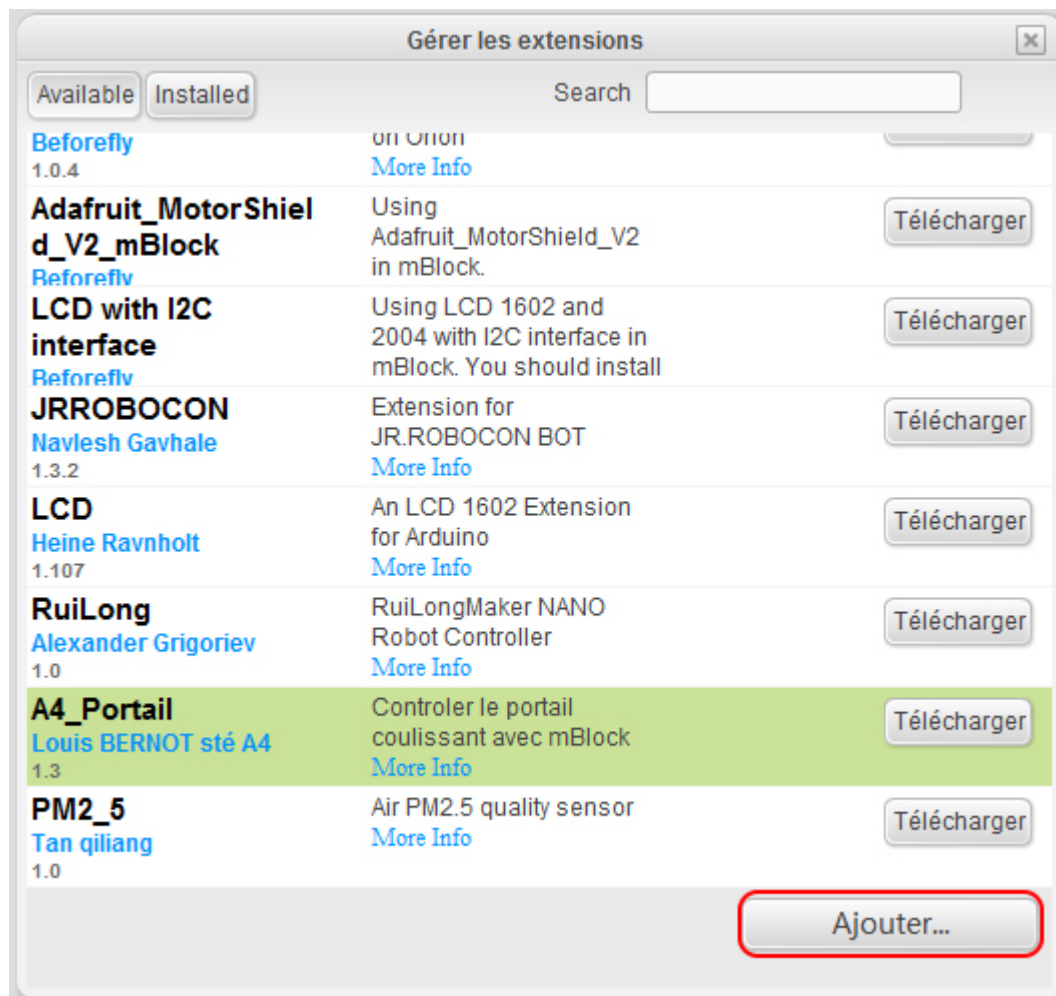 Gérer les extensions
Available Installed Search
Beforefly on Orion
1.0.4 More Info
Adafruit_MotorShiel Using Télécharger
d_V2_mBlock Adafruit_MotorShield_V2
Beforefly in mBlock.
LCD with I2C Using LCD 1602 and Télécharger
interface 2004 with I2C interface in
Beforefly mBlock. You should install
JRROBOCON Extension for Télécharger
Navlesh Gavhale JR.ROBOCON BOT
1.3.2 More Info
LCD An LCD 1602 Extension Télécharger
Heine Ravnholt for Arduino
1.107 More Info
RuiLong RuiLongMaker NANO Télécharger
Alexander Grigoriev Robot Controller
1.0 More Info
A4_Portail Controler le portail Télécharger
Louis BERNOT sté A4 coulissant avec mBlock
1.3 More Info
PM2_5 Air PM2.5 quality sensor Télécharger
Tan qiliang More Info
1.0
Ajouter...